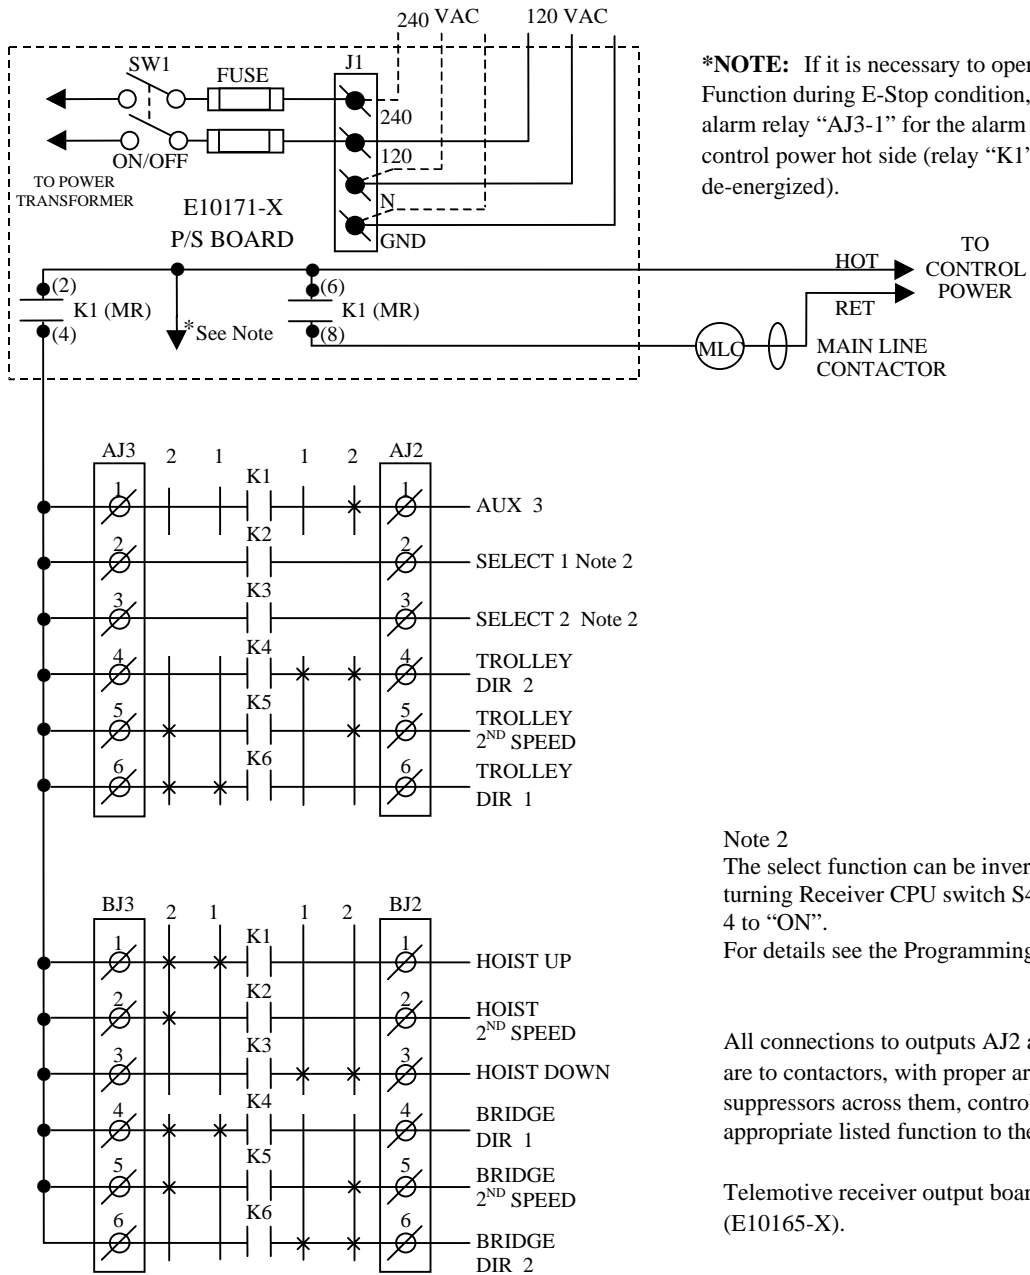 240 VAC 120 VAC
SW1
FUSE
J1
240
120
N
GND
ON/OFF
TO POWER
TRANSFORMER
E10171-X
P/S BOARD
*NOTE: If it is necessary to oper
Function during E-Stop condition,
alarm relay “AJ3-1” for the alarm
control power hot side (relay “K1”
de-energized).
(2)
K1 (MR)
(4)
*See Note
(6)
K1 (MR)
(8)
HOT
RET
TO
CONTROL
POWER
MLC
MAIN LINE
CONTACTOR
AJ3 2 1 1 2 AJ2
1 K1 1 AUX 3
2 K2 2 SELECT 1 Note 2
3 K3 3 SELECT 2 Note 2
4 K4 4 TROLLEY
DIR 2
5 K5 5 TROLLEY
2ND SPEED
6 K6 6 TROLLEY
DIR 1
BJ3 2 1 1 2 BJ2
1 K1 1 HOIST UP
2 K2 2 HOIST
2ND SPEED
3 K3 3 HOIST DOWN
4 K4 4 BRIDGE
DIR 1
5 K5 5 BRIDGE
2ND SPEED
6 K6 6 BRIDGE
DIR 2
Note 2
The select function can be inver
turning Receiver CPU switch S4
4 to “ON”.
For details see the Programming
All connections to outputs AJ2 a
are to contactors, with proper ar
suppressors across them, control
appropriate listed function to the
Telemotive receiver output boar
(E10165-X).